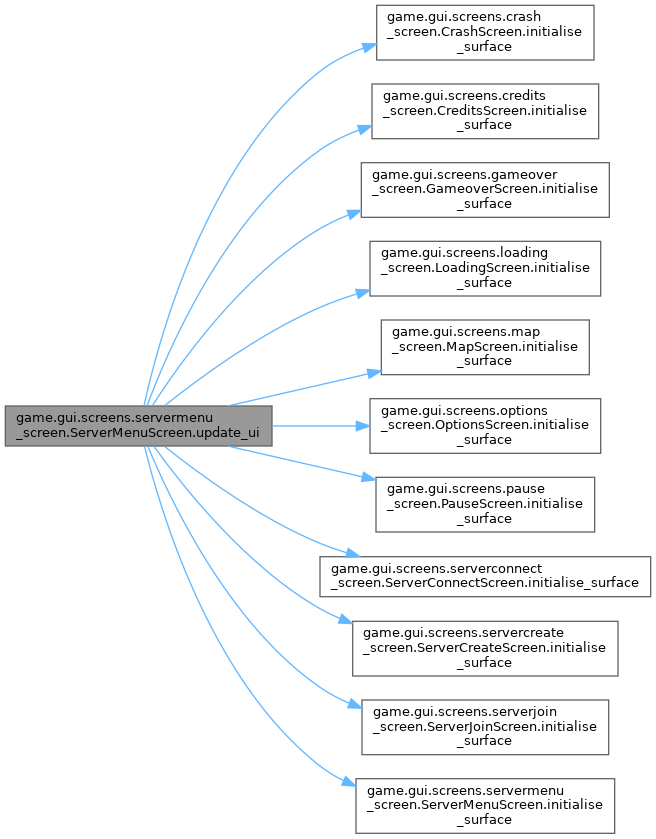 game.gui.screens.crash
_screen.CrashScreen.initialise
_surface
game.gui.screens.credits
_screen.CreditsScreen.initialise
_surface
game.gui.screens.gameover
_screen.GameoverScreen.initialise
_surface
game.gui.screens.loading
_screen.LoadingScreen.initialise
_surface
game.gui.screens.map
_screen.MapScreen.initialise
_surface
game.gui.screens.servermenu
_screen.ServerMenuScreen.update_ui
game.gui.screens.options
_screen.OptionsScreen.initialise
_surface
game.gui.screens.pause
_screen.PauseScreen.initialise
_surface
game.gui.screens.serverconnect
_screen.ServerConnectScreen.initialise_surface
game.gui.screens.servercreate
_screen.ServerCreateScreen.initialise
_surface
game.gui.screens.serverjoin
_screen.ServerJoinScreen.initialise
_surface
game.gui.screens.servermenu
_screen.ServerMenuScreen.initialise
_surface